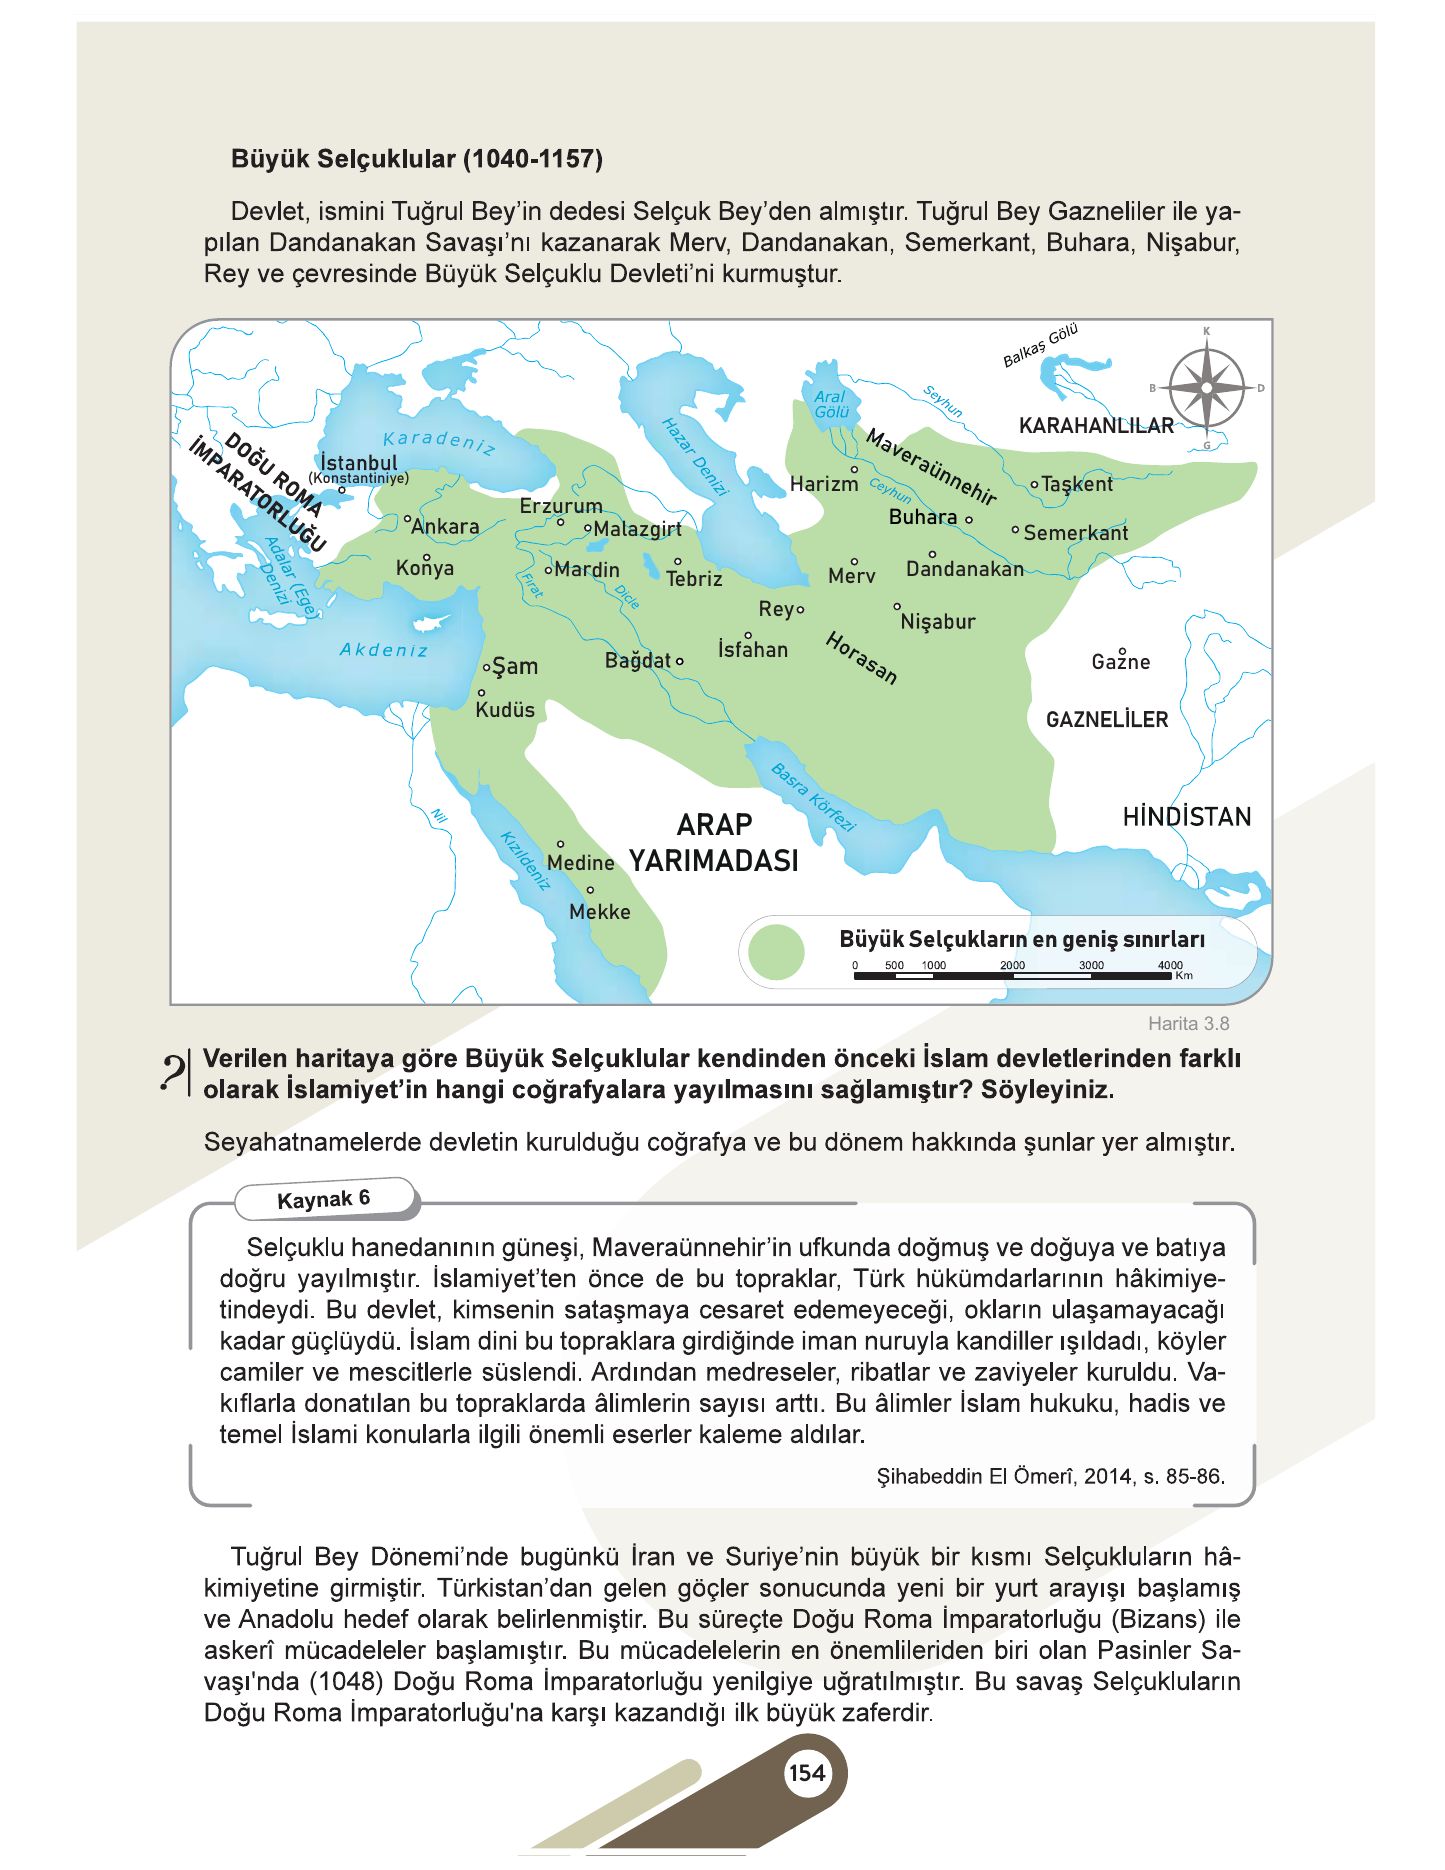 Büyük Selçuklular (1040-1157)
Devlet, ismini Tuğrul Bey’in dedesi Selçuk Bey’den almıştır. Tuğrul Bey Gazneliler ile ya-
pılan Dandanakan Savaşı’nı kazanarak Merv, Dandanakan, Semerkant, Buhara, Nişabur,
Rey ve çevresinde Büyük Selçuklu Devleti’ni kurmuştur.
Balkaş Gölü
K
B
D
G
Aral
Gölü
Seyhun
KARAHANLILAR
Karadeniz
Hazar Denizi
Maveraünnehir
DOĞU ROMA
İMPARATORLUĞU
İstanbul
(Konstantiniye)
Harizm
Ceyhun
Taşkent
Erzurum
Ankara
Malazgirt
Buhara
Semerkant
Adalar (Ege)
Denizi
Konya
Mardin
Tebriz
Merv
Dandanakan
Fırat
Dicle
Rey
Nişabur
Akdeniz
Şam
Bağdat
İsfahan
Horasan
Gazne
Kudüs
GAZNELİLER
Basra Körfezi
Nil
ARAP
YARIMADASI
HİNDİSTAN
Kızıldeniz
Medine
Mekke
Büyük Selçukların en geniş sınırları
0 500 1000 2000 3000 4000
Km
Harita 3.8
?
Verilen haritaya göre Büyük Selçuklular kendinden önceki İslam devletlerinden farklı
olarak İslamiyet’in hangi coğrafyalara yayılmasını sağlamıştır? Söyleyiniz.
Seyahatnamelerde devletin kurulduğu coğrafya ve bu dönem hakkında şunlar yer almıştır.
Kaynak 6
Selçuklu hanedanının güneşi, Maveraünnehir’in ufkunda doğmuş ve doğuya ve batıya
doğru yayılmıştır. İslamiyet’ten önce de bu topraklar, Türk hükümdarlarının hâkimiye-
tindeydi. Bu devlet, kimsenin sataşmaya cesaret edemeyeceği, okların ulaşamayacağı
kadar güçlüydü. İslam dini bu topraklara girdiğinde iman nuruyla kandiller ışıldadı, köyler
camiler ve mescitlerle süslendi. Ardından medreseler, ribatlar ve zaviyeler kuruldu. Va-
kıflarla donatılan bu topraklarda âlimlerin sayısı arttı. Bu âlimler İslam hukuku, hadis ve
temel İslami konularla ilgili önemli eserler kaleme aldılar.
Şihabeddin El Ömerî, 2014, s. 85-86.
Tuğrul Bey Dönemi’nde bugünkü İran ve Suriye’nin büyük bir kısmı Selçukluların hâ-
kimiyetine girmiştir. Türkistan’dan gelen göçler sonucunda yeni bir yurt arayışı başlamış
ve Anadolu hedef olarak belirlenmiştir. Bu süreçte Doğu Roma İmparatorluğu (Bizans) ile
askerî mücadeleler başlamıştır. Bu mücadelelerin en önemlileriden biri olan Pasinler Sa-
vaşı'nda (1048) Doğu Roma İmparatorluğu yenilgiye uğratılmıştır. Bu savaş Selçukluların
Doğu Roma İmparatorluğu'na karşı kazandığı ilk büyük zaferdir.
154